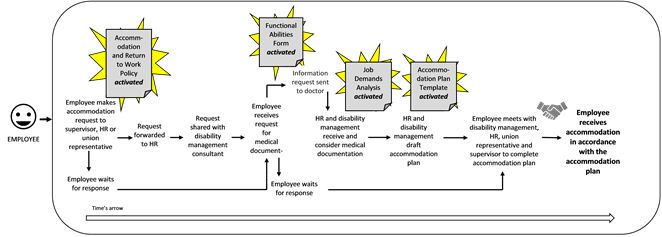 Accomm-
odation
and Return
to Work
Policy
activated
Functional
Abilities
Form
activated
Information
request sent
to doctor
Job
Demands
Analysis
activated
Accommo-
dation Plan
Template
activated
EMPLOYEE
Employee makes
accommodation
request to
supervisor, HR or
union
representative
Request
forwarded
to HR
Request
shared with
disability
management
consultant
Employee
receives
request
for
medical
document-
HR and disability
management
receive and
consider medical
documentation
HR and
disability
management
draft
accommodation
plan
Employee meets with
disability management,
HR, union
representative and
supervisor to complete
accommodation plan
Employee
receives
accommodation
in accordance
with the
accommodation
plan
Employee waits
for response
Employee waits
for response
Time's arrow